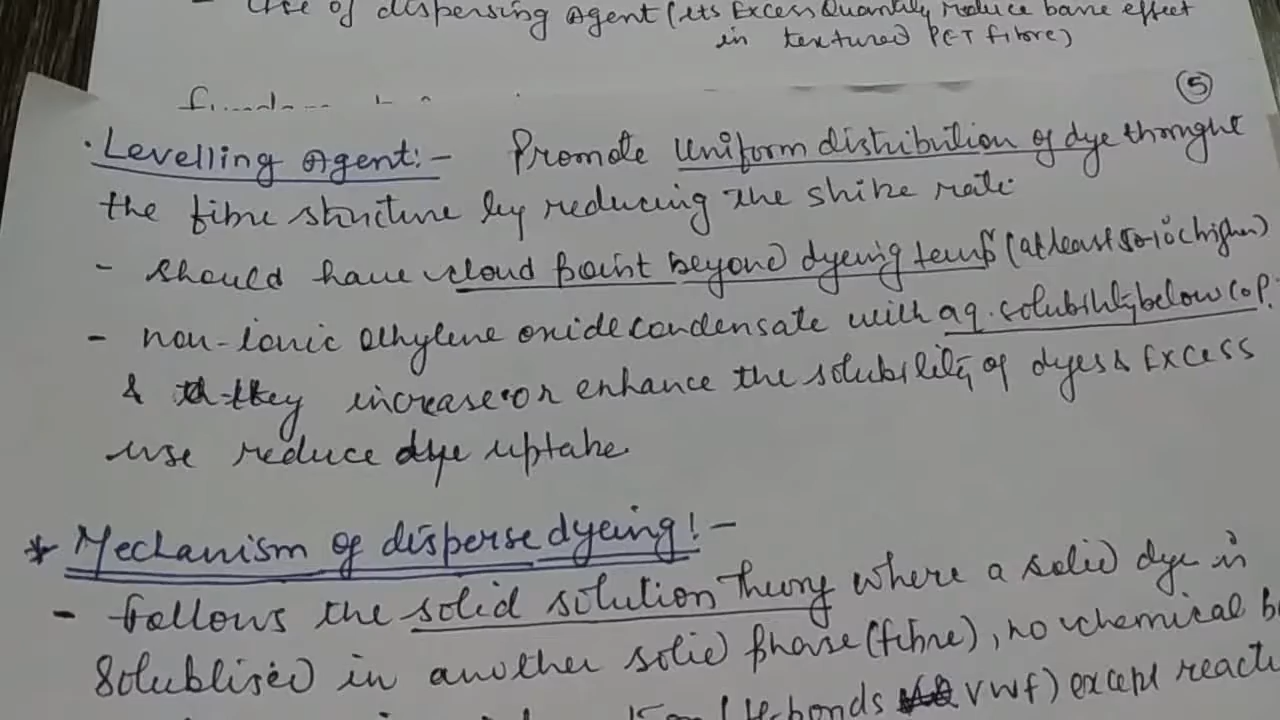 - Use of dispersing Agent (its Excess Quantity reduce barre effect
in textured PET fibre)
5
. Levelling Agent:- Promote uniform distribution of dye throught
the fibre structure by reducing the strike rate
- should have cloud point beyond dyeing temp (at least 5-10°c higher)
- non-ionic ethylene oxide condensate with aq. solubility below C.P.
& they increase or enhance the solubility of dyes & Excess
use reduce dye uptake.
* Mechanism of disperse dyeing!-
- follows the solid solution theory where a solid dye is
Solublised in another solid phase (fibre), no chemical
H-bonds VWF) except